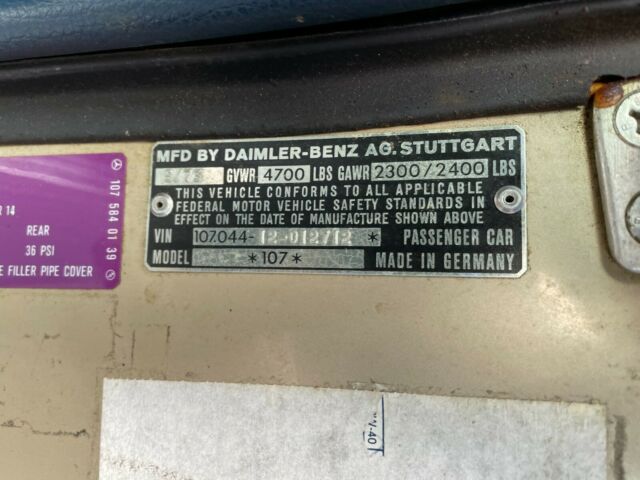 MFD BY DAIMLER-BENZ AG. STUTTGART
GVWR 4700 LBS GAWR 2300/2400 LBS
THIS VEHICLE CONFORMS TO ALL APPLICABLE
FEDERAL MOTOR VEHICLE SAFETY STANDARDS IN
EFFECT ON THE DATE OF MANUFACTURE SHOWN ABOVE
VIN 107.044-12-012712 * PASSENGER CAR
MODEL *107* MADE IN GERMANY
R 14
REAR
36 PSI
E FILLER PIPE COVER
107 584 01 39